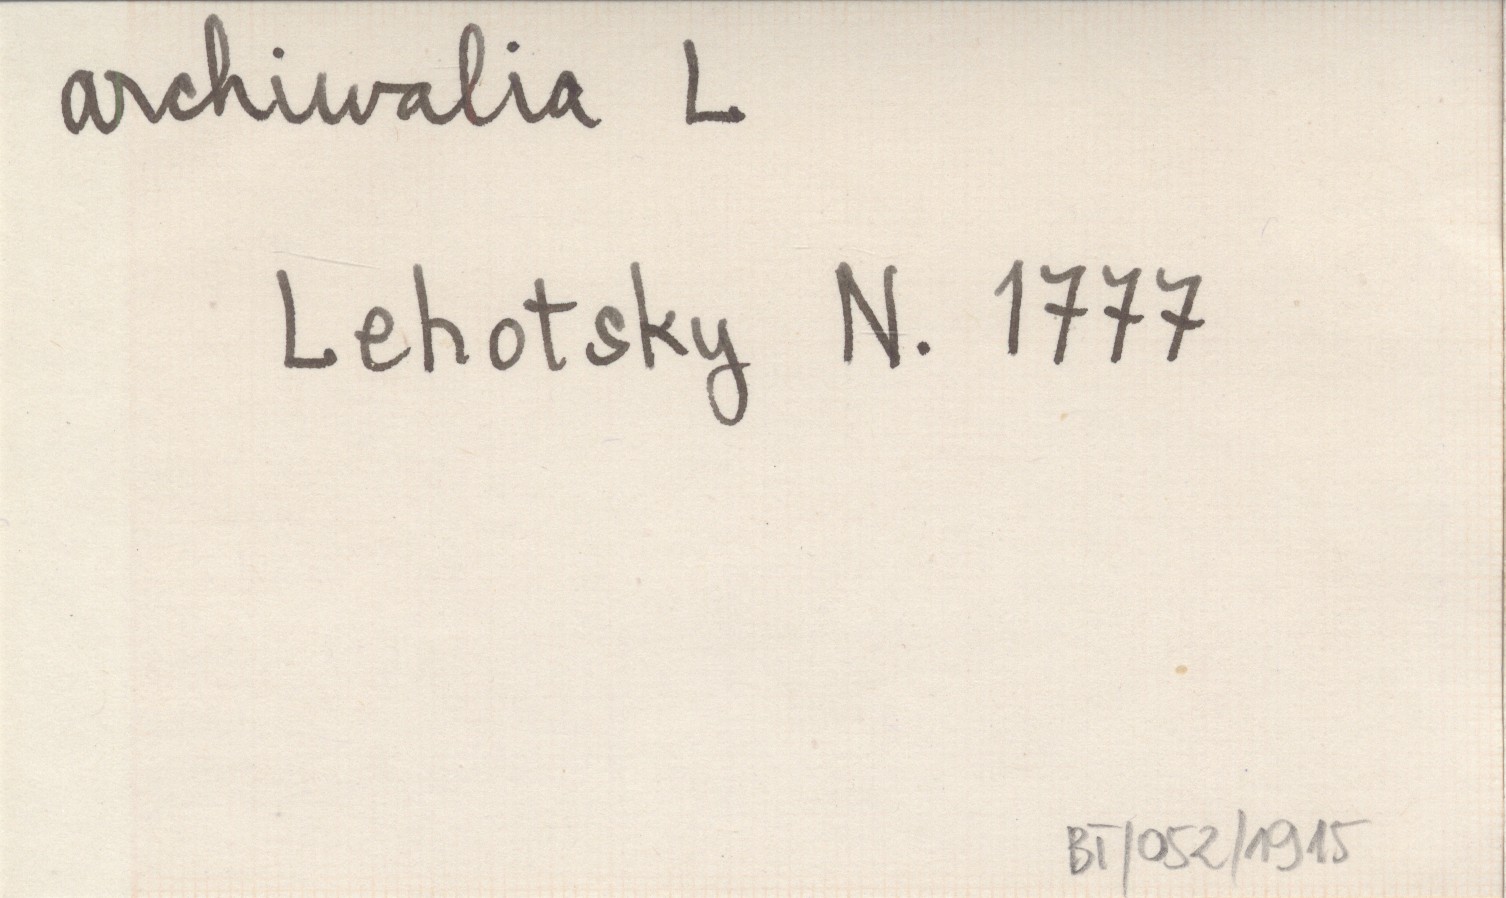 archiwalia L
Lehotsky N. 1777
BT/052/1915